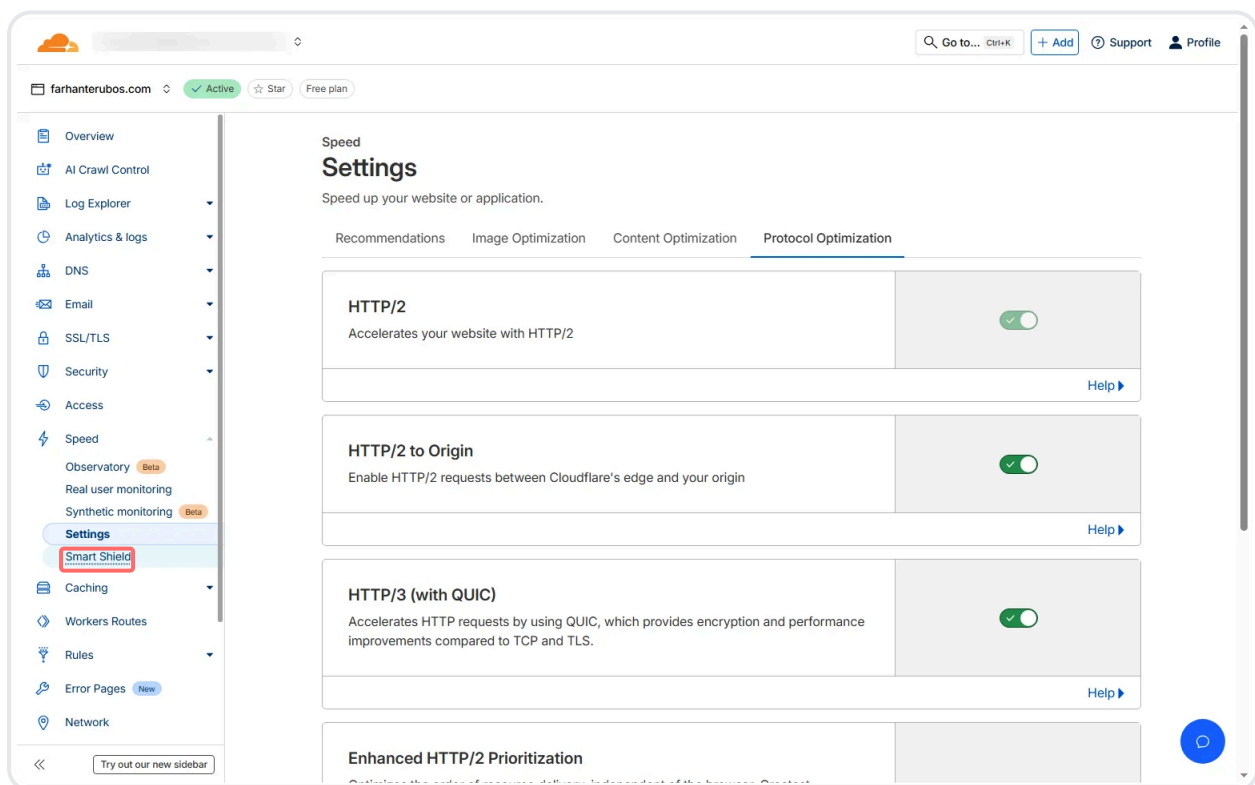 Go to... Ctrl+K
+ Add
Support
Profile
farhanterubos.com
Active
Star
Free plan
Overview
AI Crawl Control
Log Explorer
Analytics & logs
DNS
Email
SSL/TLS
Security
Access
Speed
Observatory Beta
Real user monitoring
Synthetic monitoring Beta
Settings
Smart Shield
Caching
Workers Routes
Rules
Error Pages New
Network
Try out our new sidebar
Speed
Settings
Speed up your website or application.
Recommendations Image Optimization Content Optimization Protocol Optimization
HTTP/2
Accelerates your website with HTTP/2
Help
HTTP/2 to Origin
Enable HTTP/2 requests between Cloudflare's edge and your origin
Help
HTTP/3 (with QUIC)
Accelerates HTTP requests by using QUIC, which provides encryption and performance
improvements compared to TCP and TLS.
Help
Enhanced HTTP/2 Prioritization